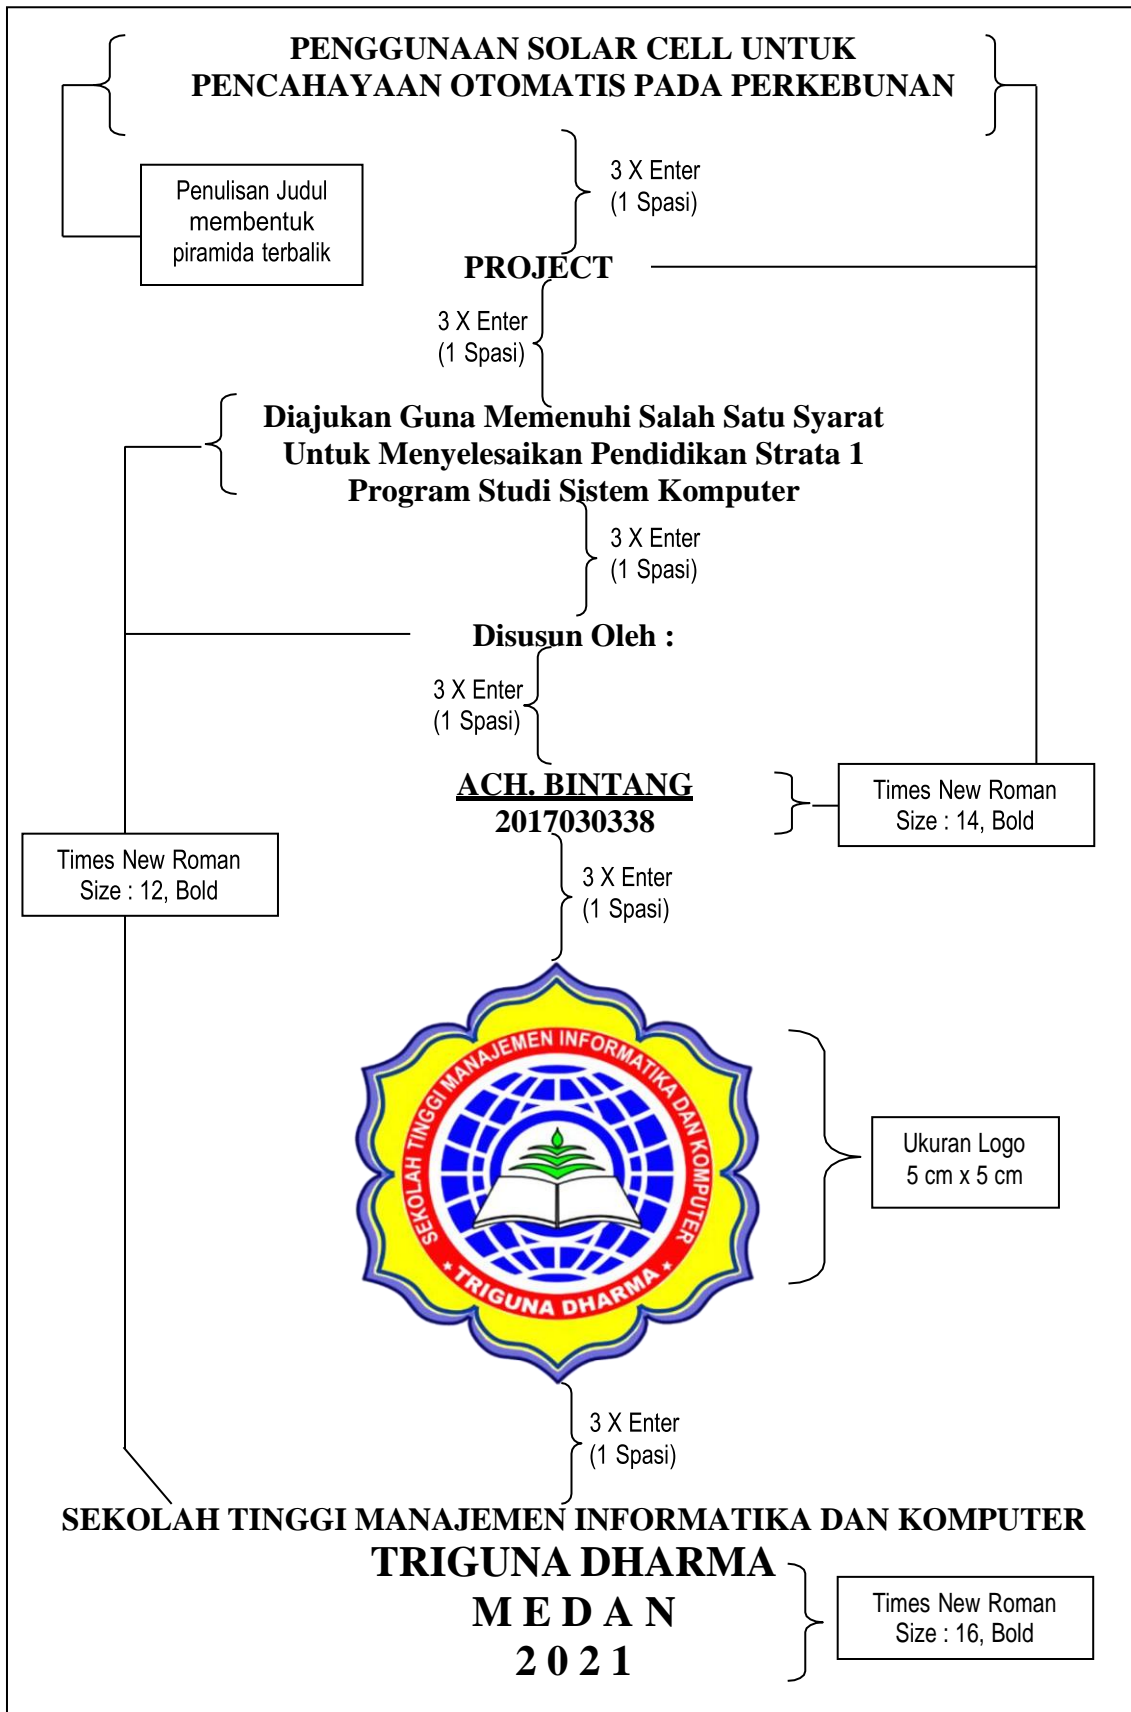 PENGGUNAAN SOLAR CELL UNTUK
PENCAHAYAAN OTOMATIS PADA PERKEBUNAN
3 X Enter
(1 Spasi)
Penulisan Judul
membentuk
piramida terbalik
PROJECT
3 X Enter
(1 Spasi)
Diajukan Guna Memenuhi Salah Satu Syarat
Untuk Menyelesaikan Pendidikan Strata 1
Program Studi Sistem Komputer
3 X Enter
(1 Spasi)
Disusun Oleh :
3 X Enter
(1 Spasi)
ACH. BINTANG
2017030338
Times New Roman
Size : 14, Bold
Times New Roman
Size : 12, Bold
3 X Enter
(1 Spasi)
SEKOLAH TINGGI MANAJEMEN INFORMATIKA DAN KOMPUTER
TRIGUNA DHARMA
Ukuran Logo
5 cm x 5 cm
3 X Enter
(1 Spasi)
SEKOLAH TINGGI MANAJEMEN INFORMATIKA DAN KOMPUTER
TRIGUNA DHARMA
M E D A N
2 0 2 1
Times New Roman
Size : 16, Bold